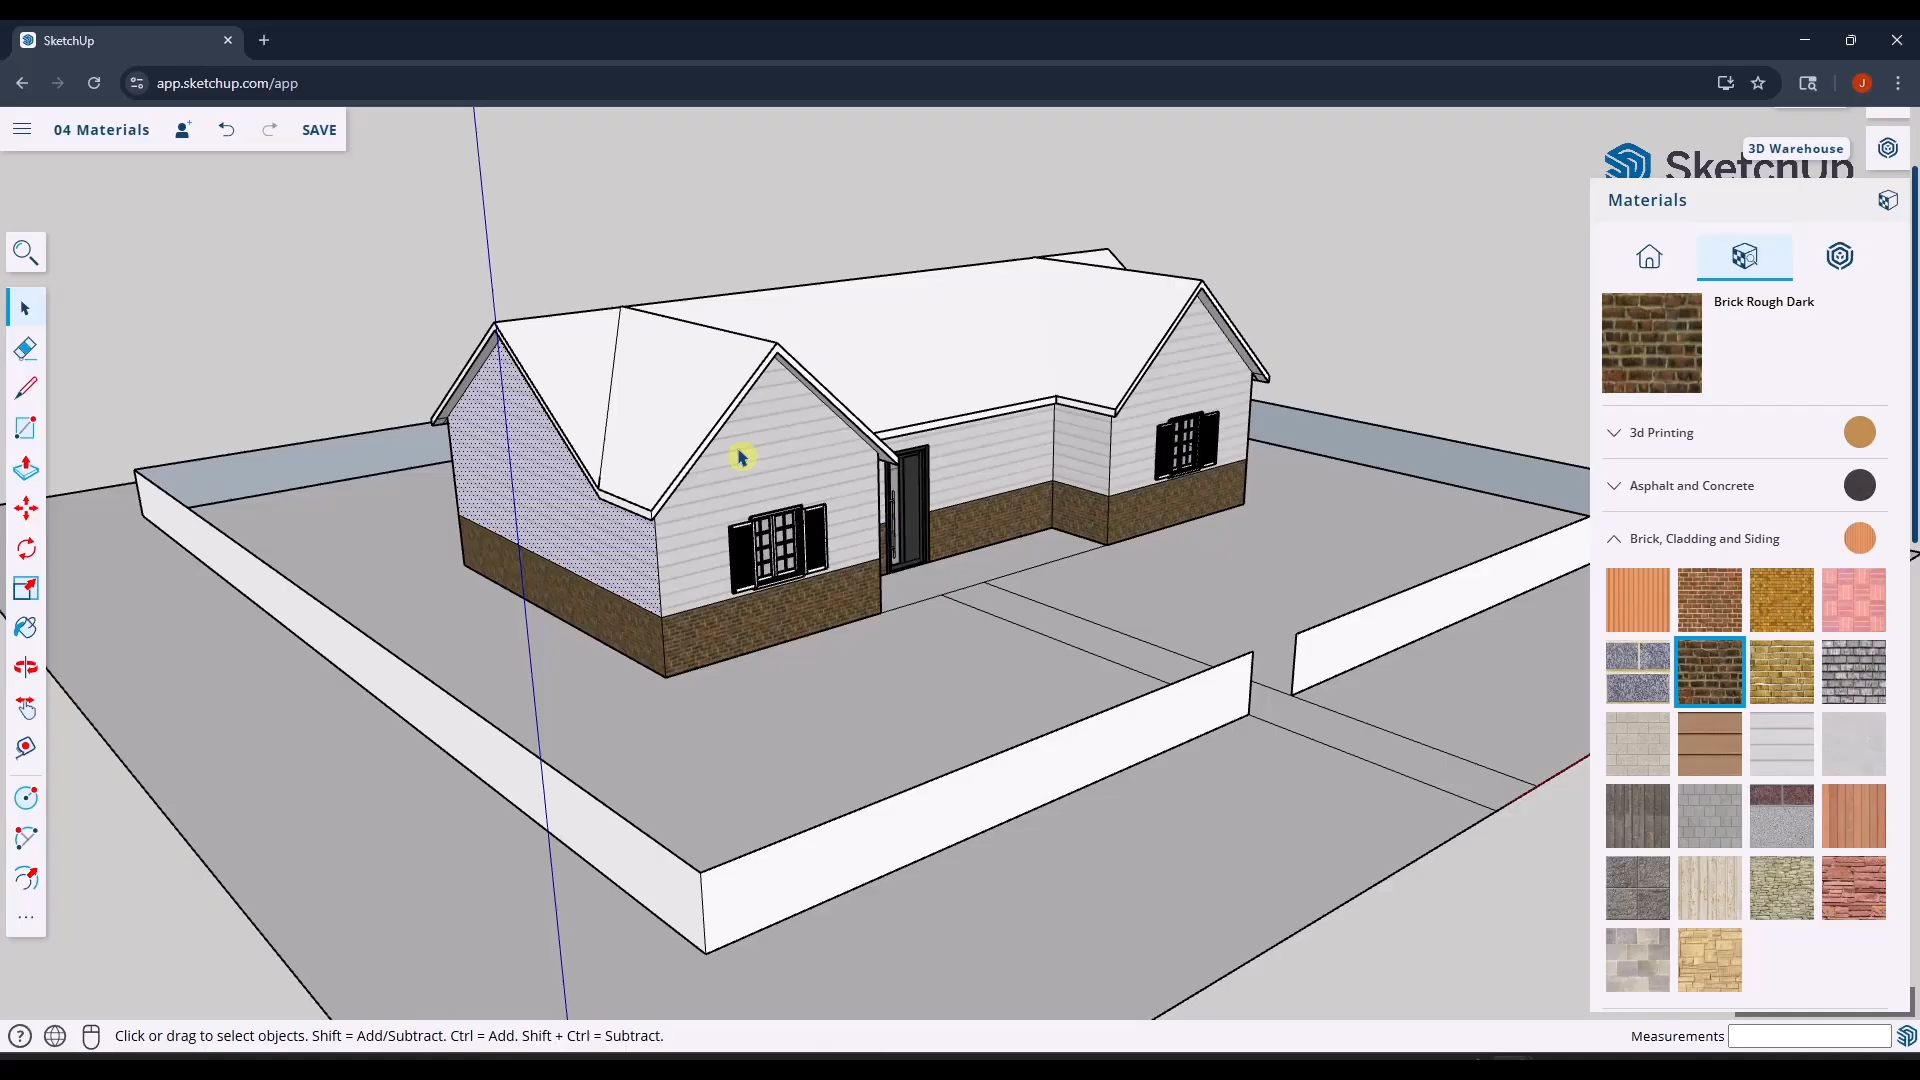 SketchUp
app.sketchup.com/app
J
04 Materials
SAVE
3D Warehouse
SketchUp
Materials
Brick Rough Dark
3d Printing
Asphalt and Concrete
Brick, Cladding and Siding
Click or drag to select objects. Shift = Add/Subtract. Ctrl = Add. Shift + Ctrl = Subtract.
Measurements